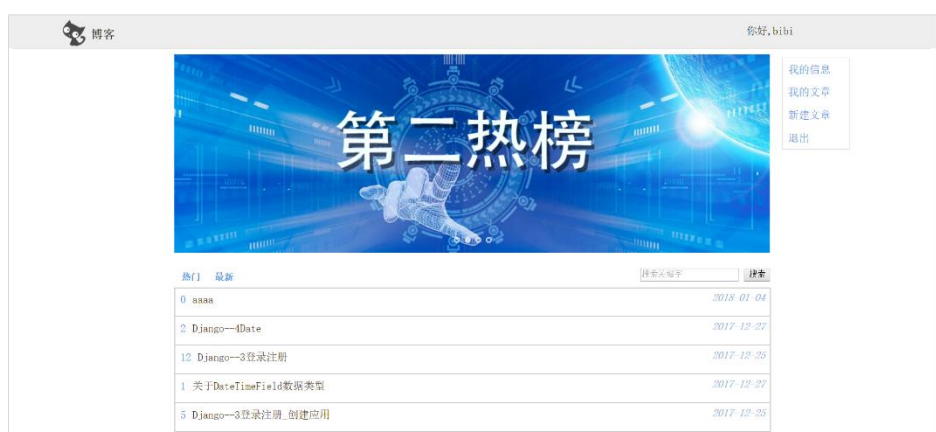 博客
你好,bibi
我的信息
我的文章
新建文章
退出
第二热榜
热门 最新
搜索关键字 搜索
0 aaaa 2018-01-04
2 Django--4Date 2017-12-27
12 Django--3登录注册 2017-12-25
1 关于DateTimeField数据类型 2017-12-27
5 Django--3登录注册_创建应用 2017-12-25